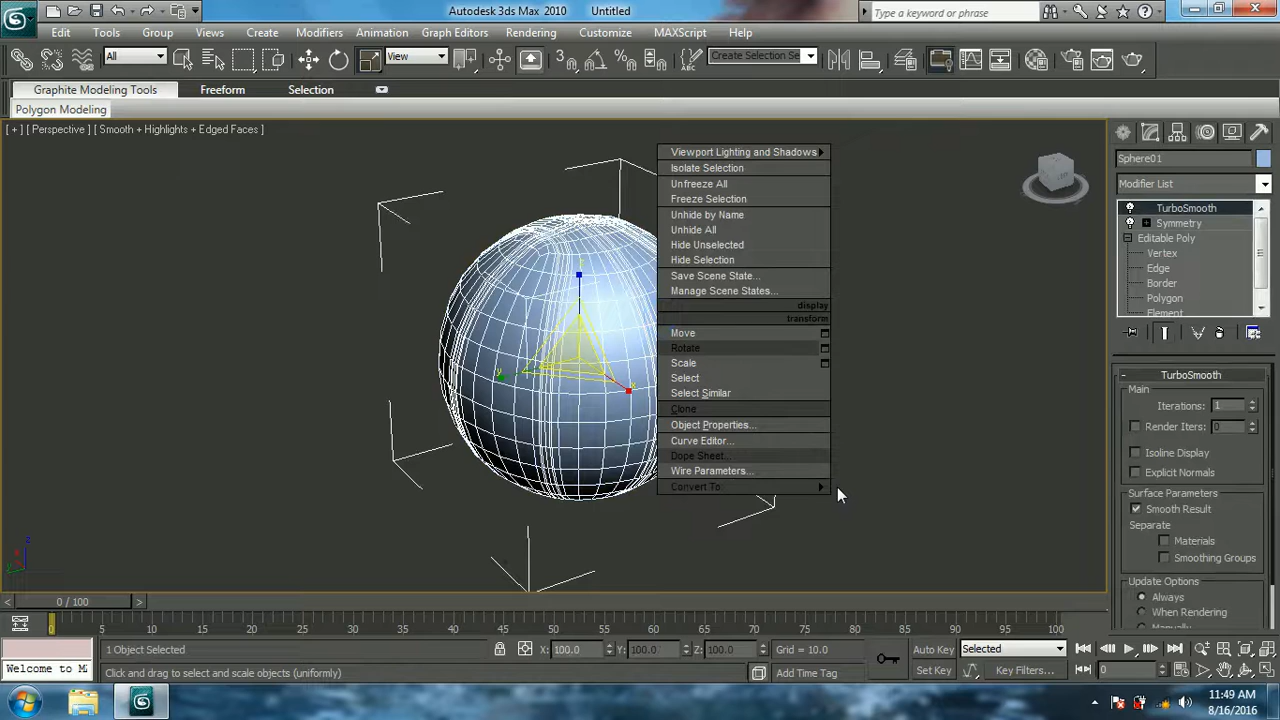 Autodesk 3ds Max 2010 Untitled
Type a keyword or phrase
Edit Tools Group Views Create Modifiers Animation Graph Editors Rendering Customize MAXScript Help
All View Create Selection Se
Graphite Modeling Tools Freeform Selection
Polygon Modeling
[ + ] [ Perspective ] [ Smooth + Highlights + Edged Faces ]
Viewport Lighting and Shadows
Isolate Selection
Unfreeze All
Freeze Selection
Unhide by Name
Unhide All
Hide Unselected
Hide Selection
Save Scene State...
Manage Scene States...
display
transform
Move
Rotate
Scale
Select
Select Similar
Clone
Object Properties...
Curve Editor...
Dope Sheet...
Wire Parameters...
Convert To:
z
y
x
Sphere01
Modifier List
TurboSmooth
Symmetry
Editable Poly
Vertex
Edge
Border
Polygon
Element
TurboSmooth
Main
Iterations: 1
Render Iters: 0
Isoline Display
Explicit Normals
Surface Parameters
Smooth Result
Separate
Materials
Smoothing Groups
Update Options
Always
When Rendering
Manually
0 / 100
0 5 10 15 20 25 30 35 40 45 50 55 60 65 70 75 80 85 90 95 100
1 Object Selected X: 100.0 Y: 100.0 Z: 100.0 Grid = 10.0 Auto Key Selected
Welcome to M Click and drag to select and scale objects (uniformly) Add Time Tag Set Key Key Filters... 0
11:49 AM
8/16/2016